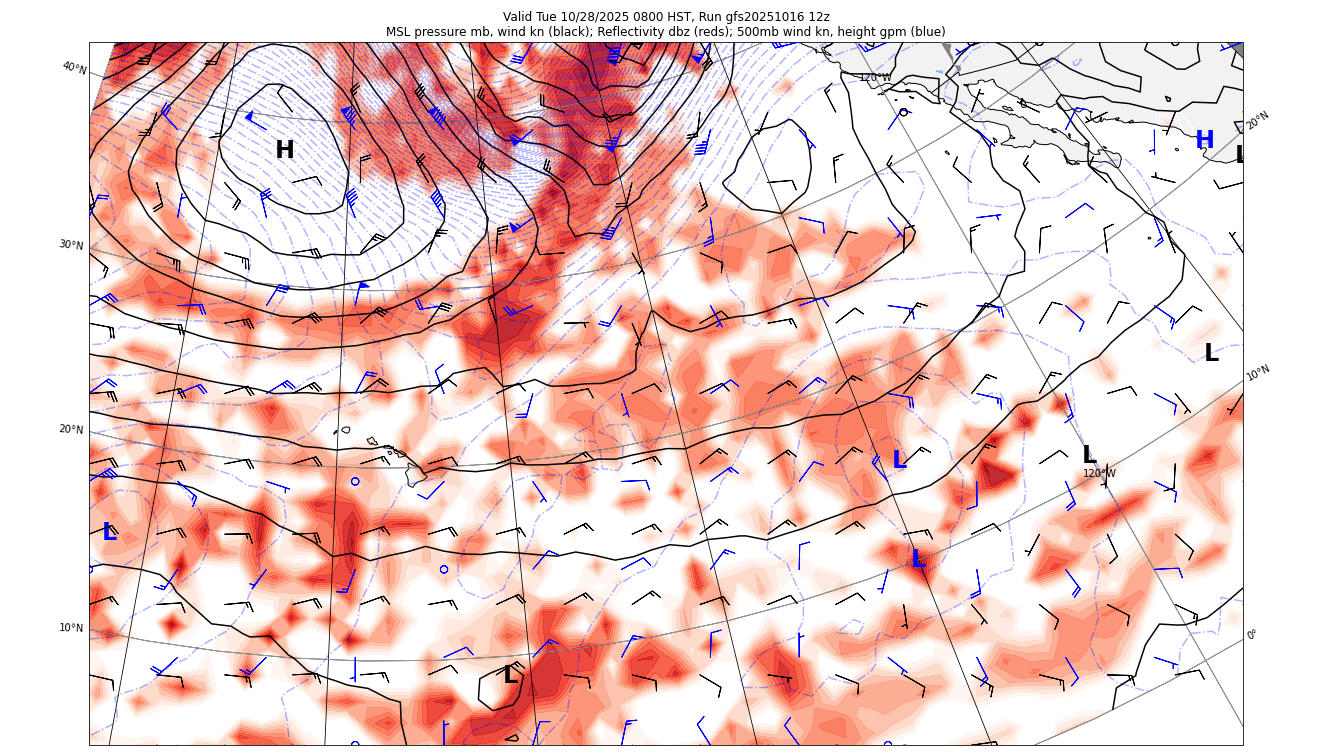 Valid Tue 10/28/2025 0800 HST, Run gfs20251016 12z
MSL pressure mb, wind kn (black); Reflectivity dbz (reds); 500mb wind kn, height gpm (blue)
40°N
120°W
20°N
H
H
L
30°N
L
10°N
20°N
L
L
120°W
L
L
10°N
0°
L